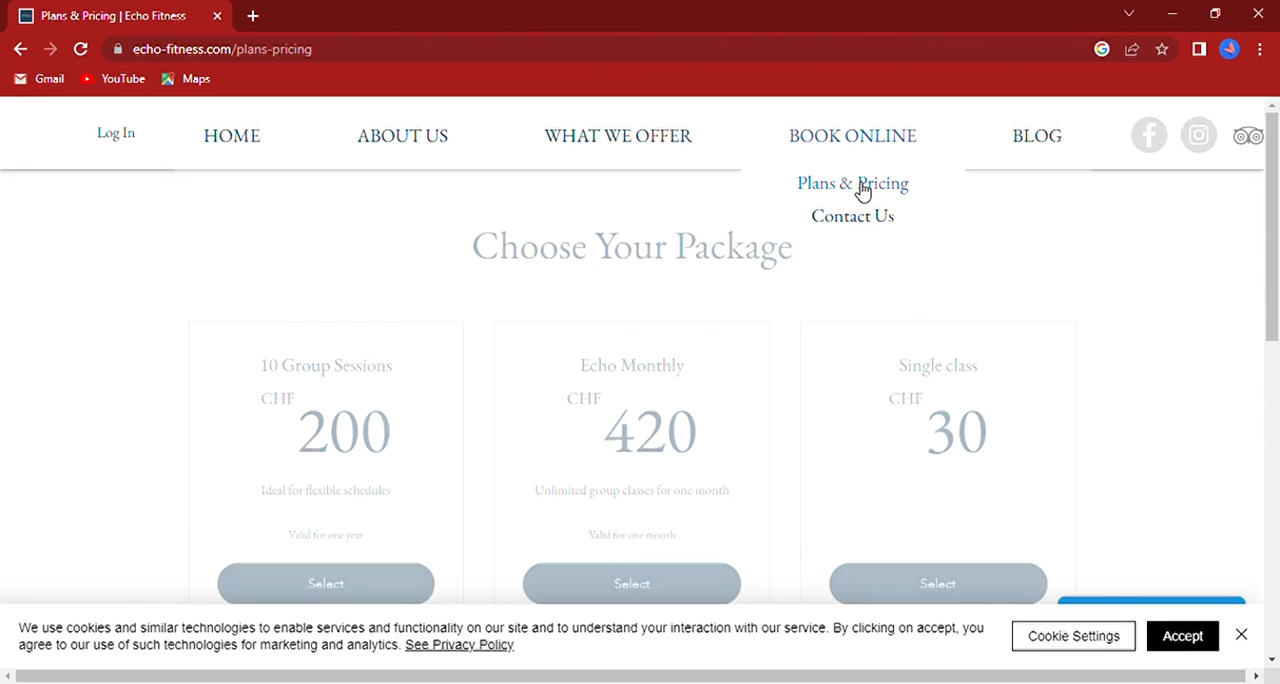 Plans & Pricing | Echo Fitness
echo-fitness.com/plans-pricing
Gmail YouTube Maps
Log In HOME ABOUT US WHAT WE OFFER BOOK ONLINE BLOG
Plans & Pricing
Contact Us
Choose Your Package
10 Group Sessions
CHF 200
Ideal for flexible schedules
Valid for one year
Select
Echo Monthly
CHF 420
Unlimited group classes for one month
Valid for one month
Select
Single class
CHF 30
Select
We use cookies and similar technologies to enable services and functionality on our site and to understand your interaction with our service. By clicking on accept, you
agree to our use of such technologies for marketing and analytics. See Privacy Policy
Cookie Settings
Accept